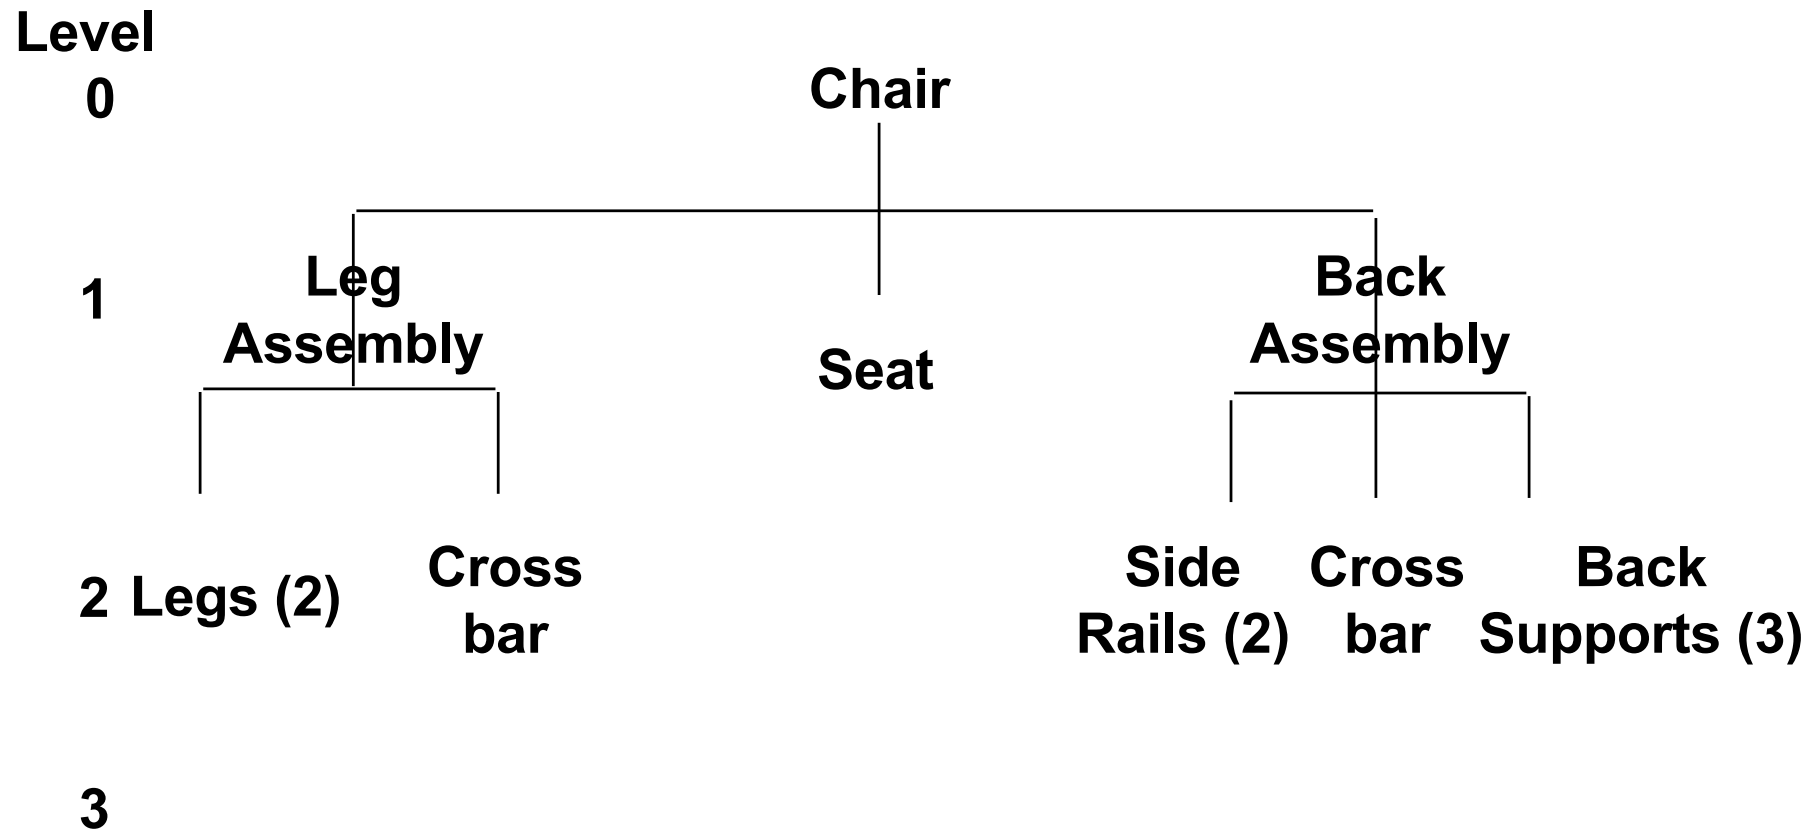 Level
0
Chair
1
Leg
Assembly
Seat
Back
Assembly
2
Legs (2)
Cross
bar
Side
Rails (2)
Cross
bar
Back
Supports (3)
3